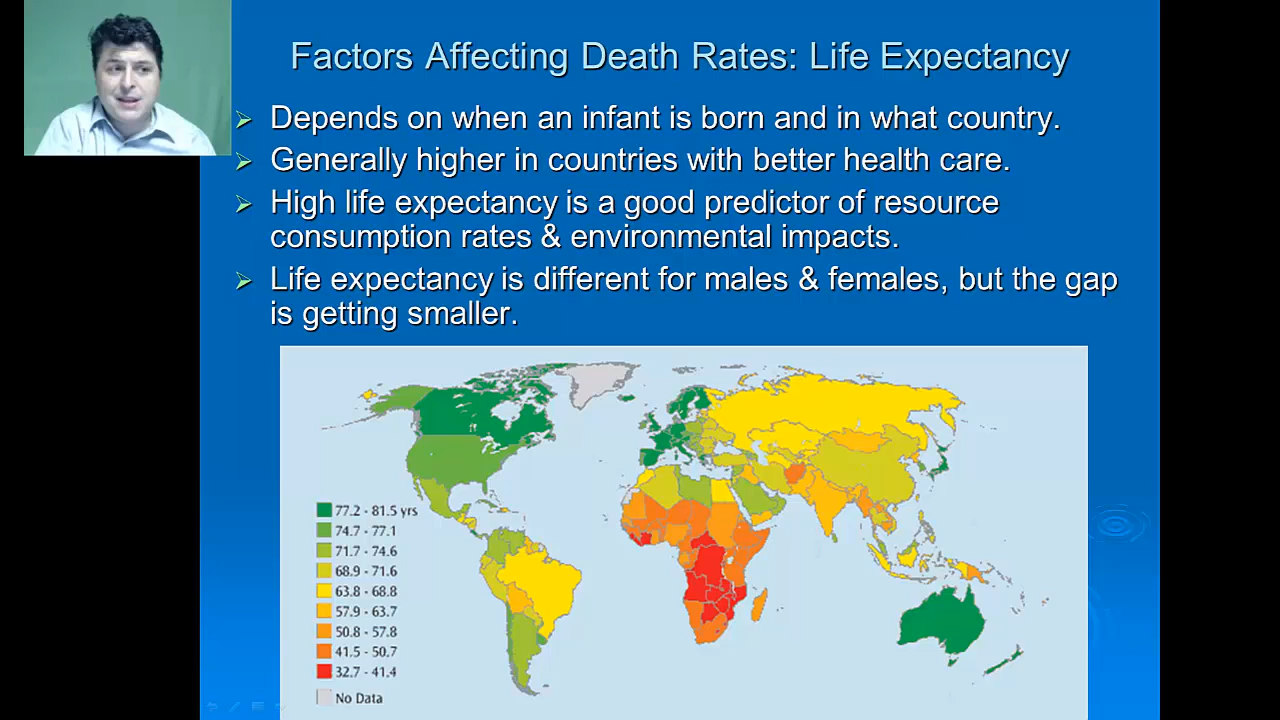 Factors Affecting Death Rates: Life Expectancy
Depends on when an infant is born and in what country.
Generally higher in countries with better health care.
High life expectancy is a good predictor of resource
consumption rates & environmental impacts.
Life expectancy is different for males & females, but the gap
is getting smaller.
77.2 - 81.5 yrs
74.7 - 77.1
71.7 - 74.6
68.9 - 71.6
63.8 - 68.8
57.9 - 63.7
50.8 - 57.8
41.5 - 50.7
32.7 - 41.4
No Data